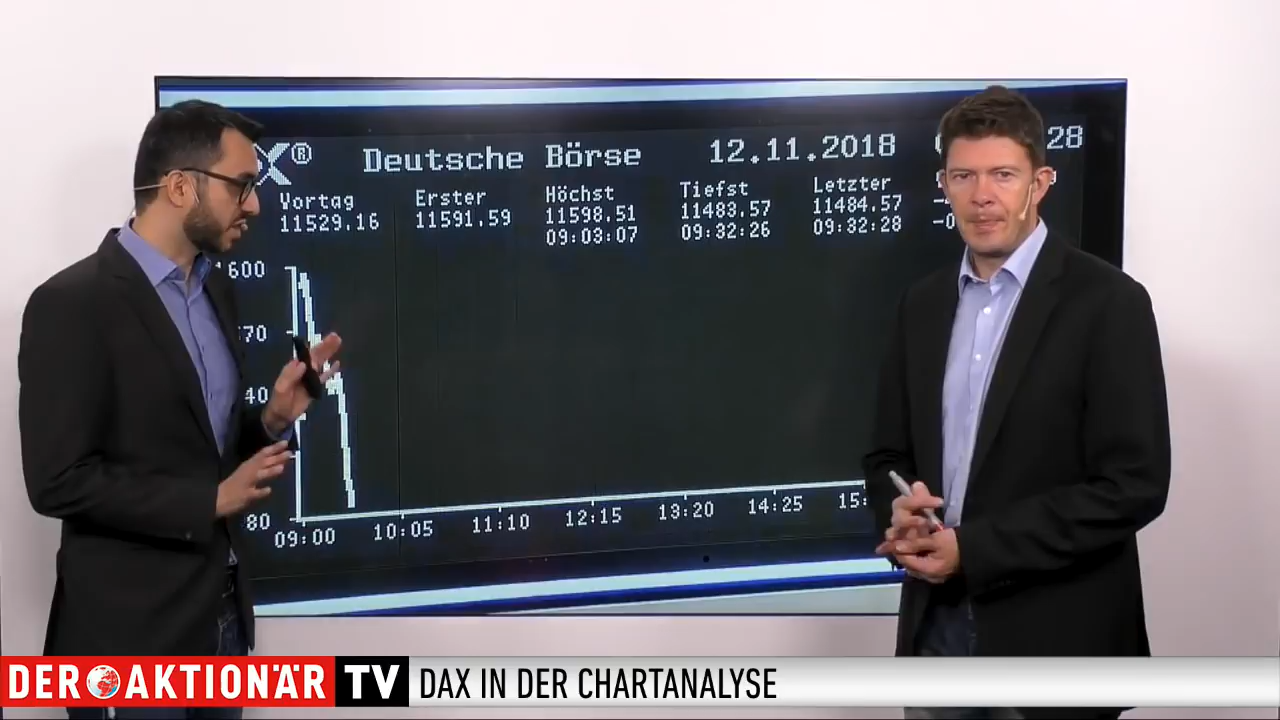 X® Deutsche Börse 12.11.2018 28
Vortag Erster Höchst Tiefst Letzter
11529.16 11591.59 11598.51 11483.57 11484.57
09:03:07 09:32:26 09:32:28
1600
70
40
80
09:00 10:05 11:10 12:15 13:20 14:25 15:
DER AKTIONÄR TV DAX IN DER CHARTANALYSE